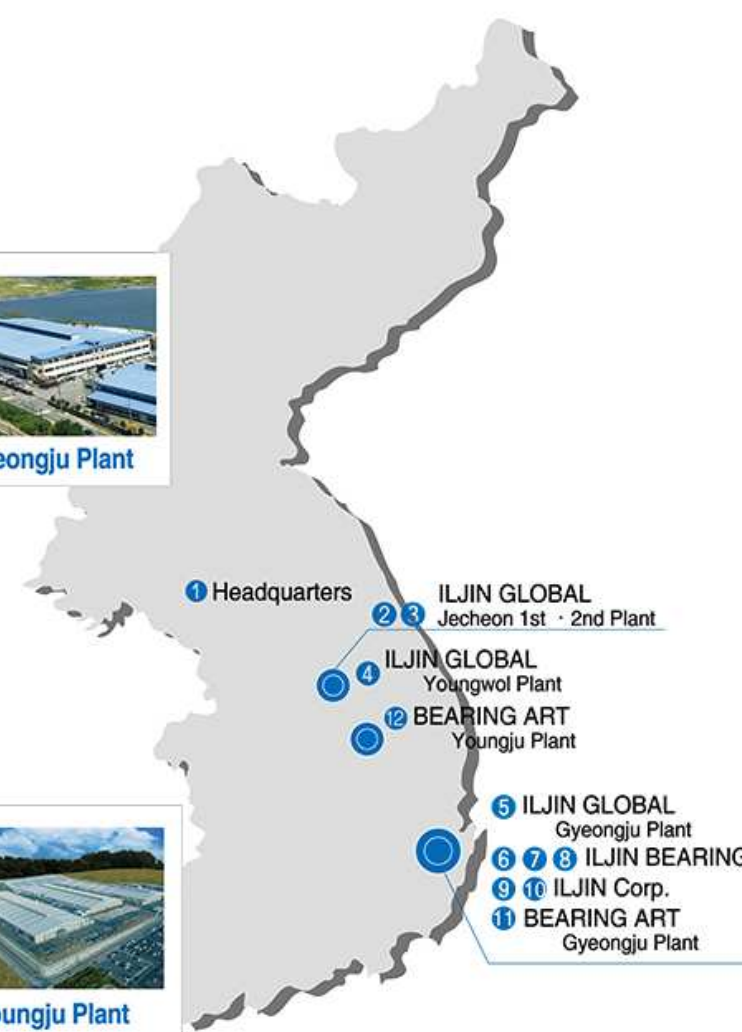 eongju Plant
1 Headquarters
2 3 ILJIN GLOBAL
Jecheon 1st · 2nd Plant
4 ILJIN GLOBAL
Youngwol Plant
12 BEARING ART
Youngju Plant
5 ILJIN GLOBAL
Gyeongju Plant
6 7 8 ILJIN BEARING
9 10 ILJIN Corp.
11 BEARING ART
Gyeongju Plant
oungju Plant